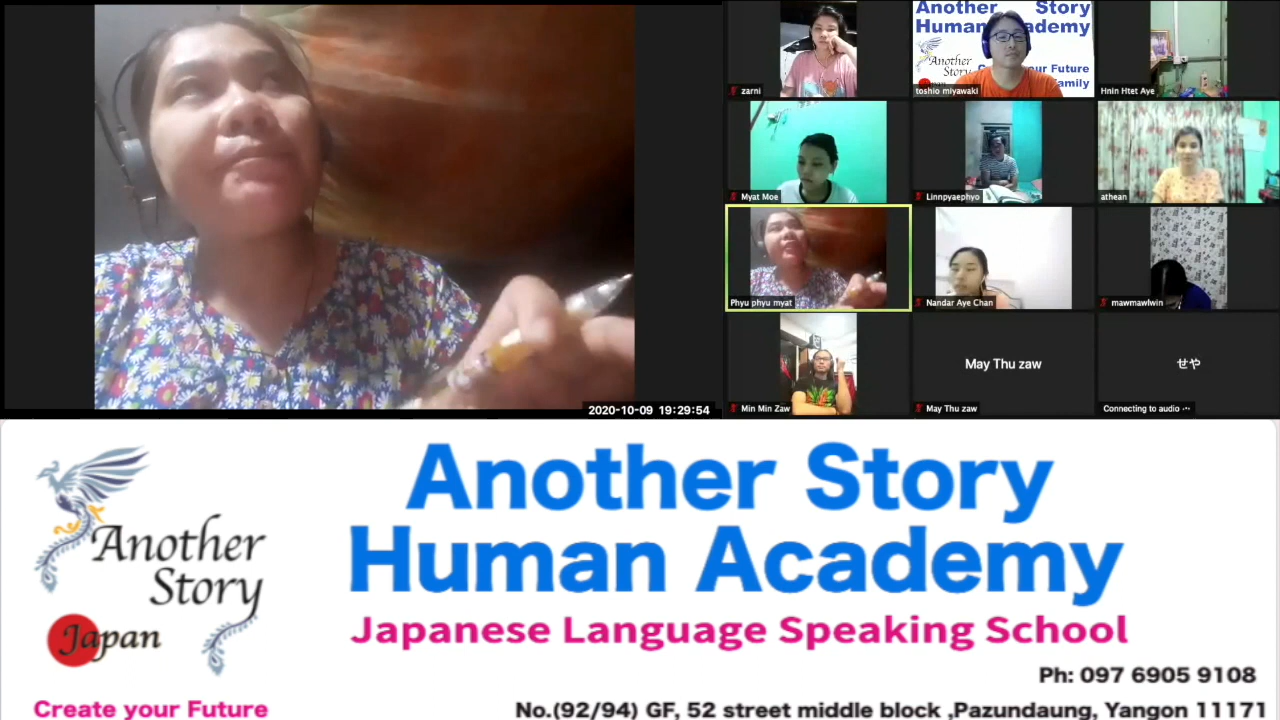 Another Story
Human Academy
Another
Story
Create your Future
Family
zarni
toshio miyawaki
Hnin Htet Aye
Myat Moe
Linnpyaephyo
athean
Phyu phyu myat
Nandar Aye Chan
mawmawlwin
May Thu zaw
せや
Min Min Zaw
May Thu zaw
Connecting to audio ···
2020-10-09 19:29:54
Another
Story
Japan
Create your Future
Another Story
Human Academy
Japanese Language Speaking School
Ph: 097 6905 9108
No.(92/94) GF, 52 street middle block ,Pazundaung, Yangon 11171